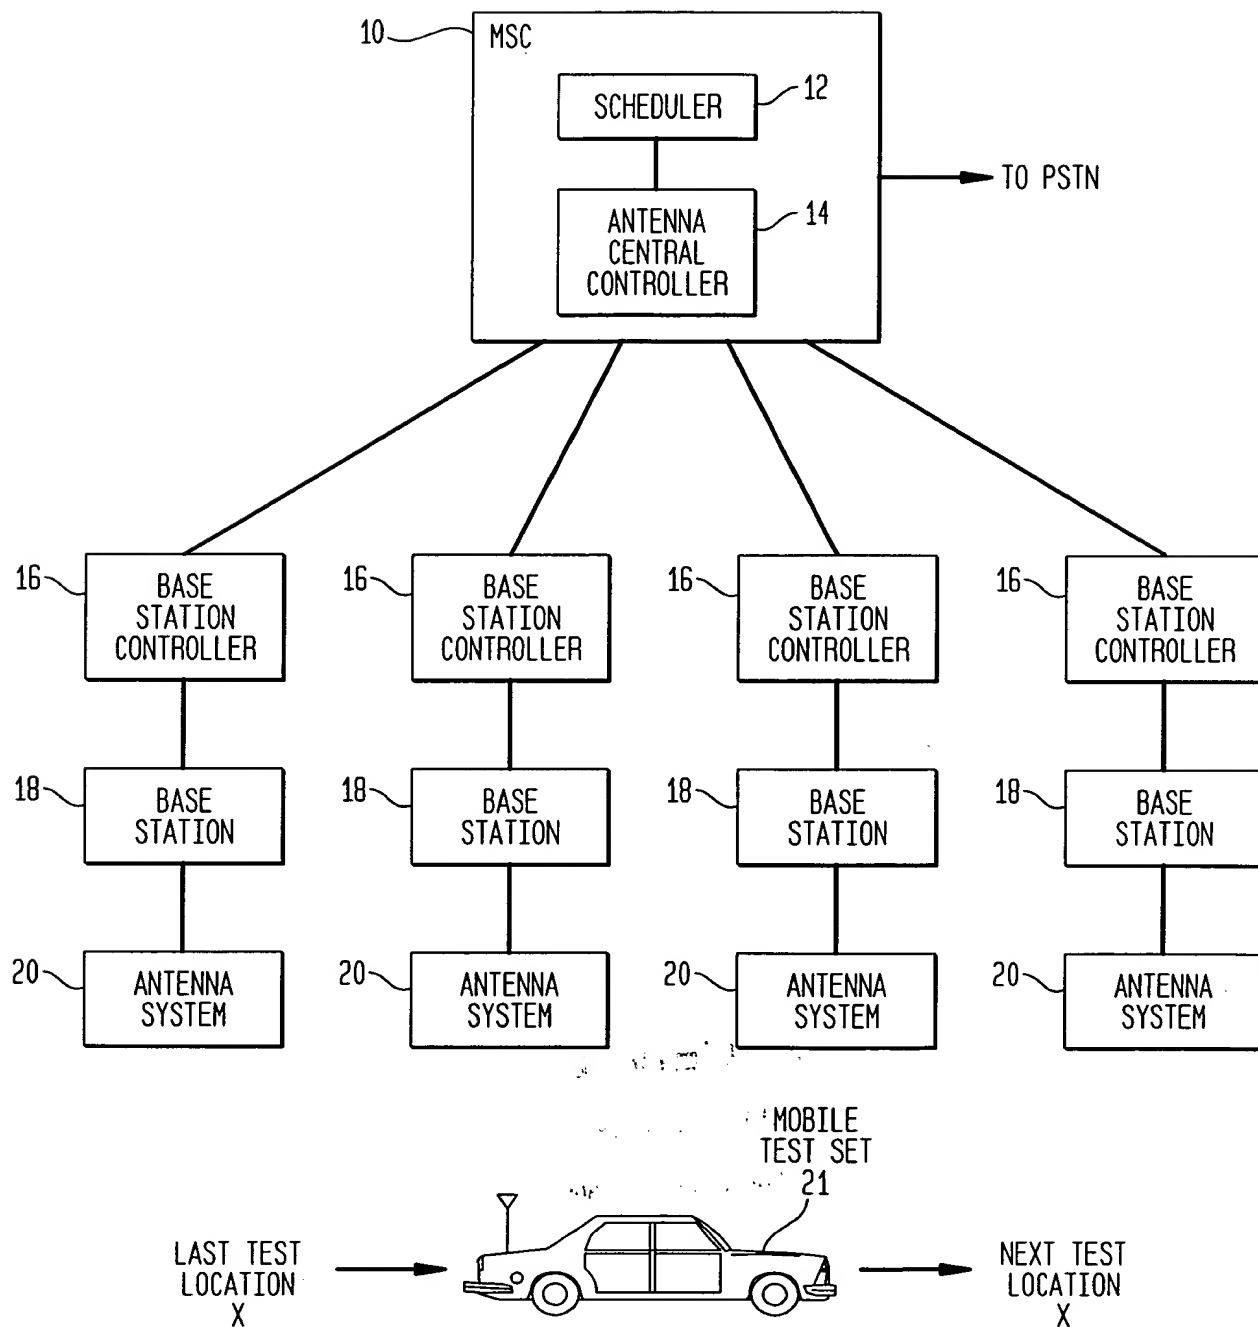 10
MSC
SCHEDULER
12
ANTENNA
CENTRAL
CONTROLLER
14
TO PSTN
16
BASE
STATION
CONTROLLER
16
BASE
STATION
CONTROLLER
16
BASE
STATION
CONTROLLER
16
BASE
STATION
CONTROLLER
18
BASE
STATION
18
BASE
STATION
18
BASE
STATION
18
BASE
STATION
20
ANTENNA
SYSTEM
20
ANTENNA
SYSTEM
20
ANTENNA
SYSTEM
20
ANTENNA
SYSTEM
MOBILE
TEST SET
21
LAST TEST
LOCATION
X
NEXT TEST
LOCATION
X